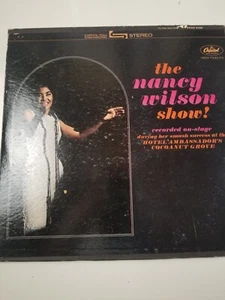 STEREO
Capitol
the
nancy
wilson
show!
recorded on-stage
during her smash success at the
HOTEL AMBASSADOR'S
COCOANUT GROVE